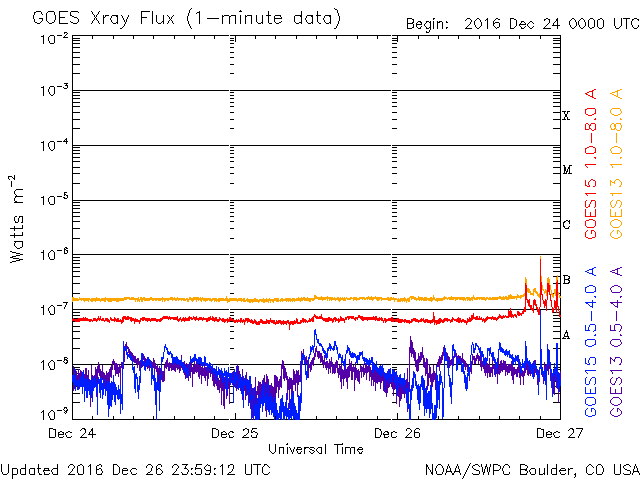 GOES Xray Flux (1-minute data)
Begin: 2016 Dec 24 0000 UTC
10⁻²
10⁻³
10⁻⁴
10⁻⁵
10⁻⁶
10⁻⁷
10⁻⁸
10⁻⁹
Watts m⁻²
X
M
C
B
A
GOES15 1.0-8.0 A
GOES13 1.0-8.0 A
GOES15 0.5-4.0 A
GOES13 0.5-4.0 A
Dec 24
Dec 25
Dec 26
Dec 27
Universal Time
Updated 2016 Dec 26 23:59:12 UTC
NOAA/SWPC Boulder, CO USA